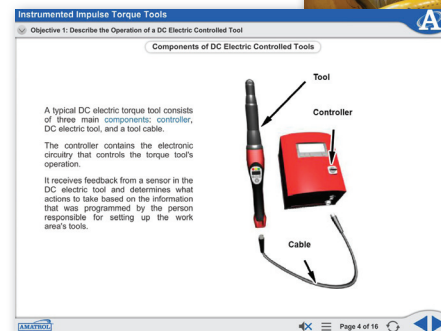 Instrumented Impulse Torque Tools
Objective 1: Describe the Operation of a DC Electric Controlled Tool
Components of DC Electric Controlled Tools
A typical DC electric torque tool consists
of three main components: controller,
DC electric tool, and a tool cable.
The controller contains the electronic
circuitry that controls the torque tool's
operation.
It receives feedback from a sensor in the
DC electric tool and determines what
actions to take based on the information
that was programmed by the person
responsible for setting up the work
area's tools.
Tool
Controller
Cable
AMATROL
Page 4 of 16
A